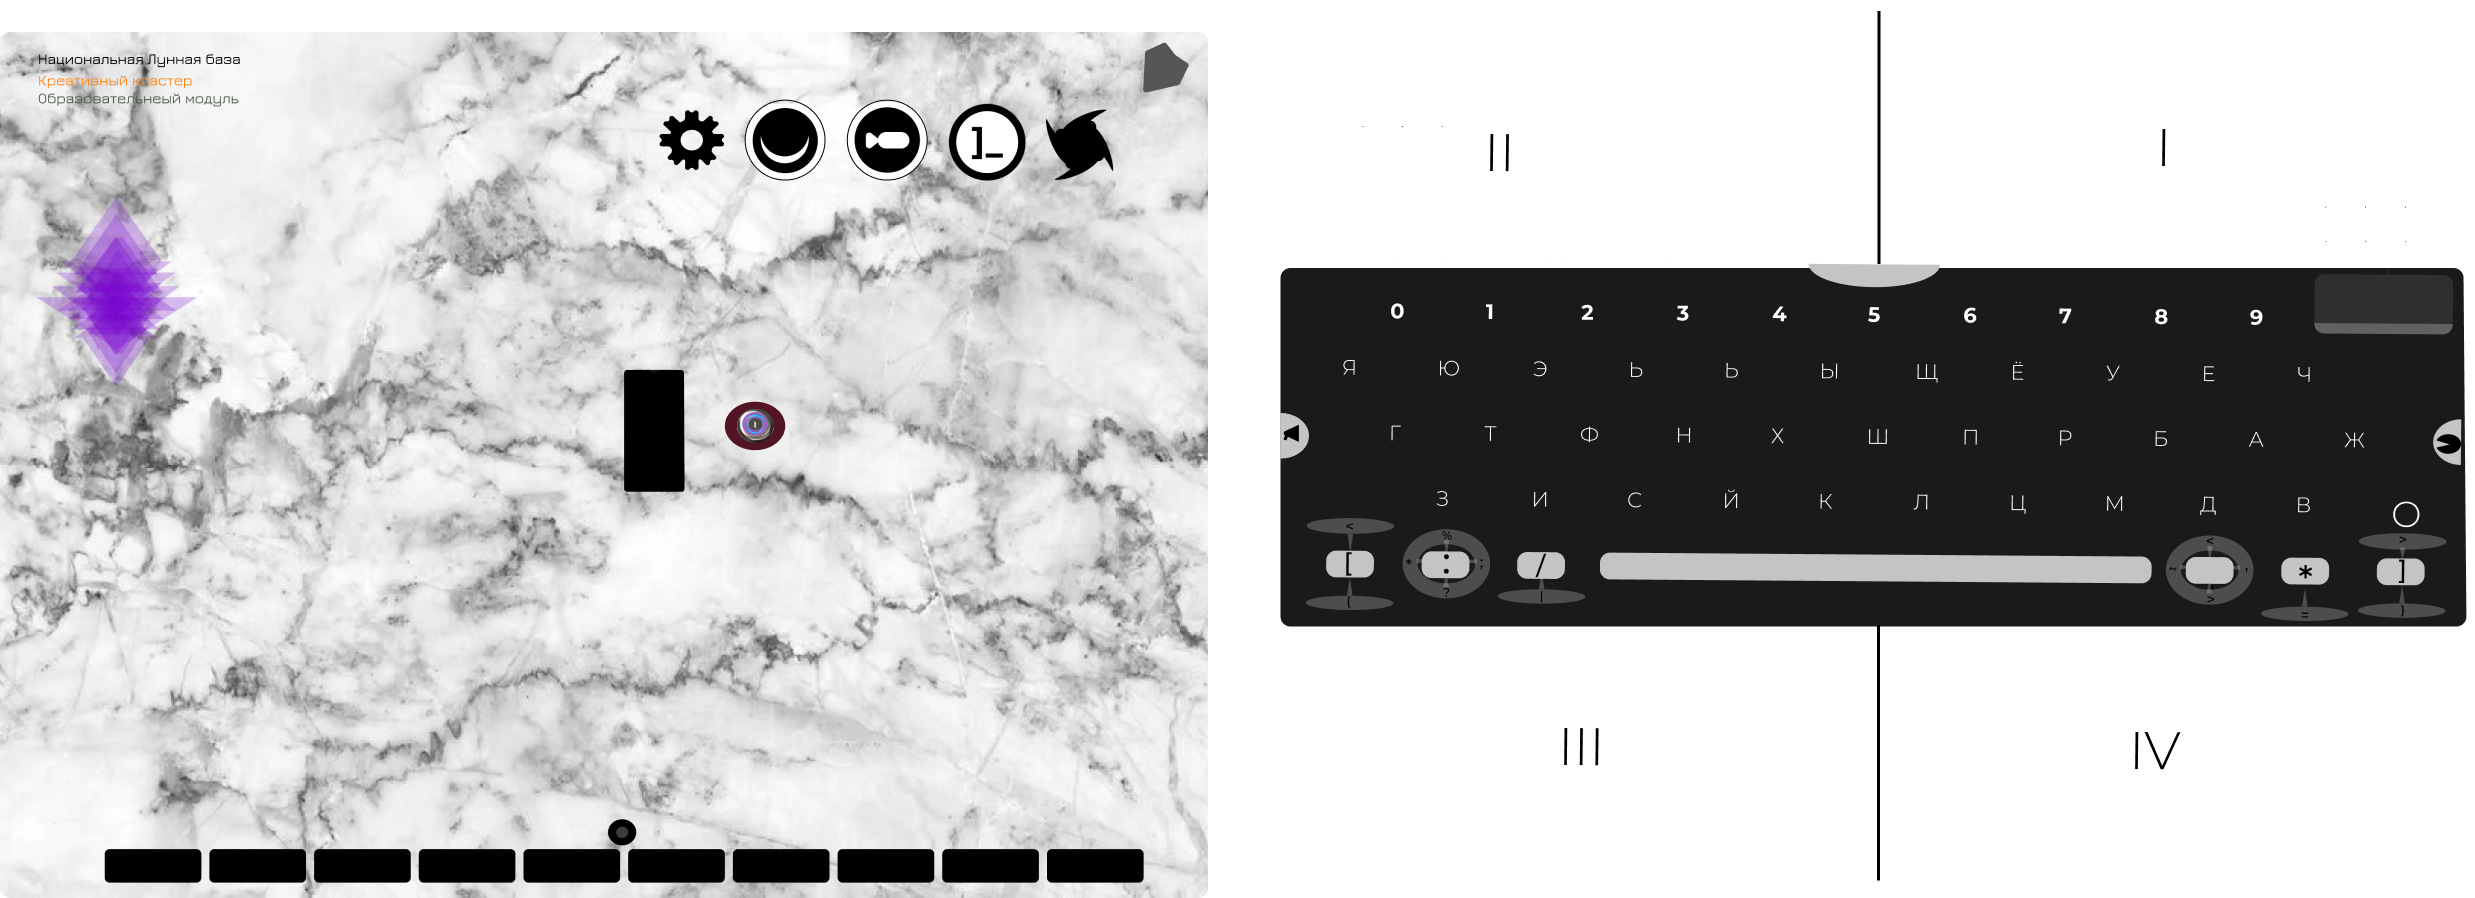 Национальная Лунная база
Креативный кластер
Образовательнеый модуль
]_
II
I
0 1 2 3 4 5 6 7 8 9
Я Ю Э Ь Ь Ы Щ Ё У Е Ч
Г Т Ф Н Х Ш П Р Б А Ж
З И С Й К Л Ц М Д В
< % < >
[ * : ; / ~ , * ]
{ ? | > = }
III
IV